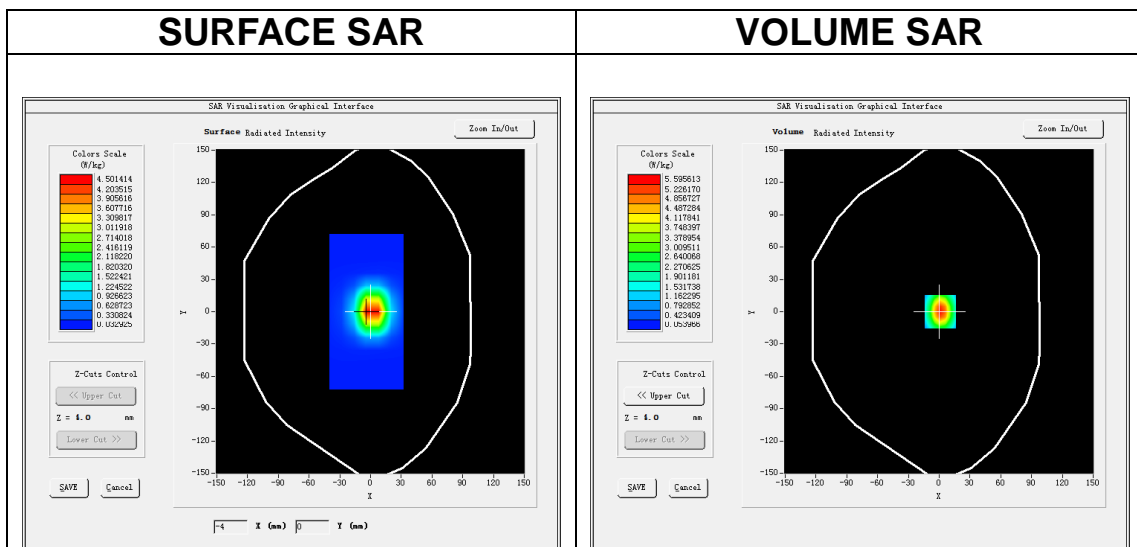 SURFACE SAR
VOLUME SAR
SAR Visualisation Graphical Interface
Surface Radiated Intensity
Zoom In/Out
Colors Scale
(W/kg)
4.501414
4.203515
3.905616
3.607716
3.309817
3.011918
2.714018
2.416119
2.118220
1.820320
1.522421
1.224522
0.926623
0.628723
0.330824
0.032925
150
120
90
60
30
0
-30
-60
-90
-120
-150
Y
-150 -120 -90 -60 -30 0 30 60 90 120 150
X
Z-Cuts Control
<< Upper Cut
Z = 4.0 mm
Lower Cut >>
SAVE Cancel
-4 X (mm) 0 Y (mm)
SAR Visualisation Graphical Interface
Volume Radiated Intensity
Zoom In/Out
Colors Scale
(W/kg)
5.595613
5.226170
4.856727
4.487284
4.117841
3.748397
3.378954
3.009511
2.640068
2.270625
1.901181
1.531738
1.162295
0.792852
0.423409
0.053966
150
120
90
60
30
0
-30
-60
-90
-120
-150
Y
-150 -120 -90 -60 -30 0 30 60 90 120 150
X
Z-Cuts Control
<< Upper Cut
Z = 4.0 mm
Lower Cut >>
SAVE Cancel